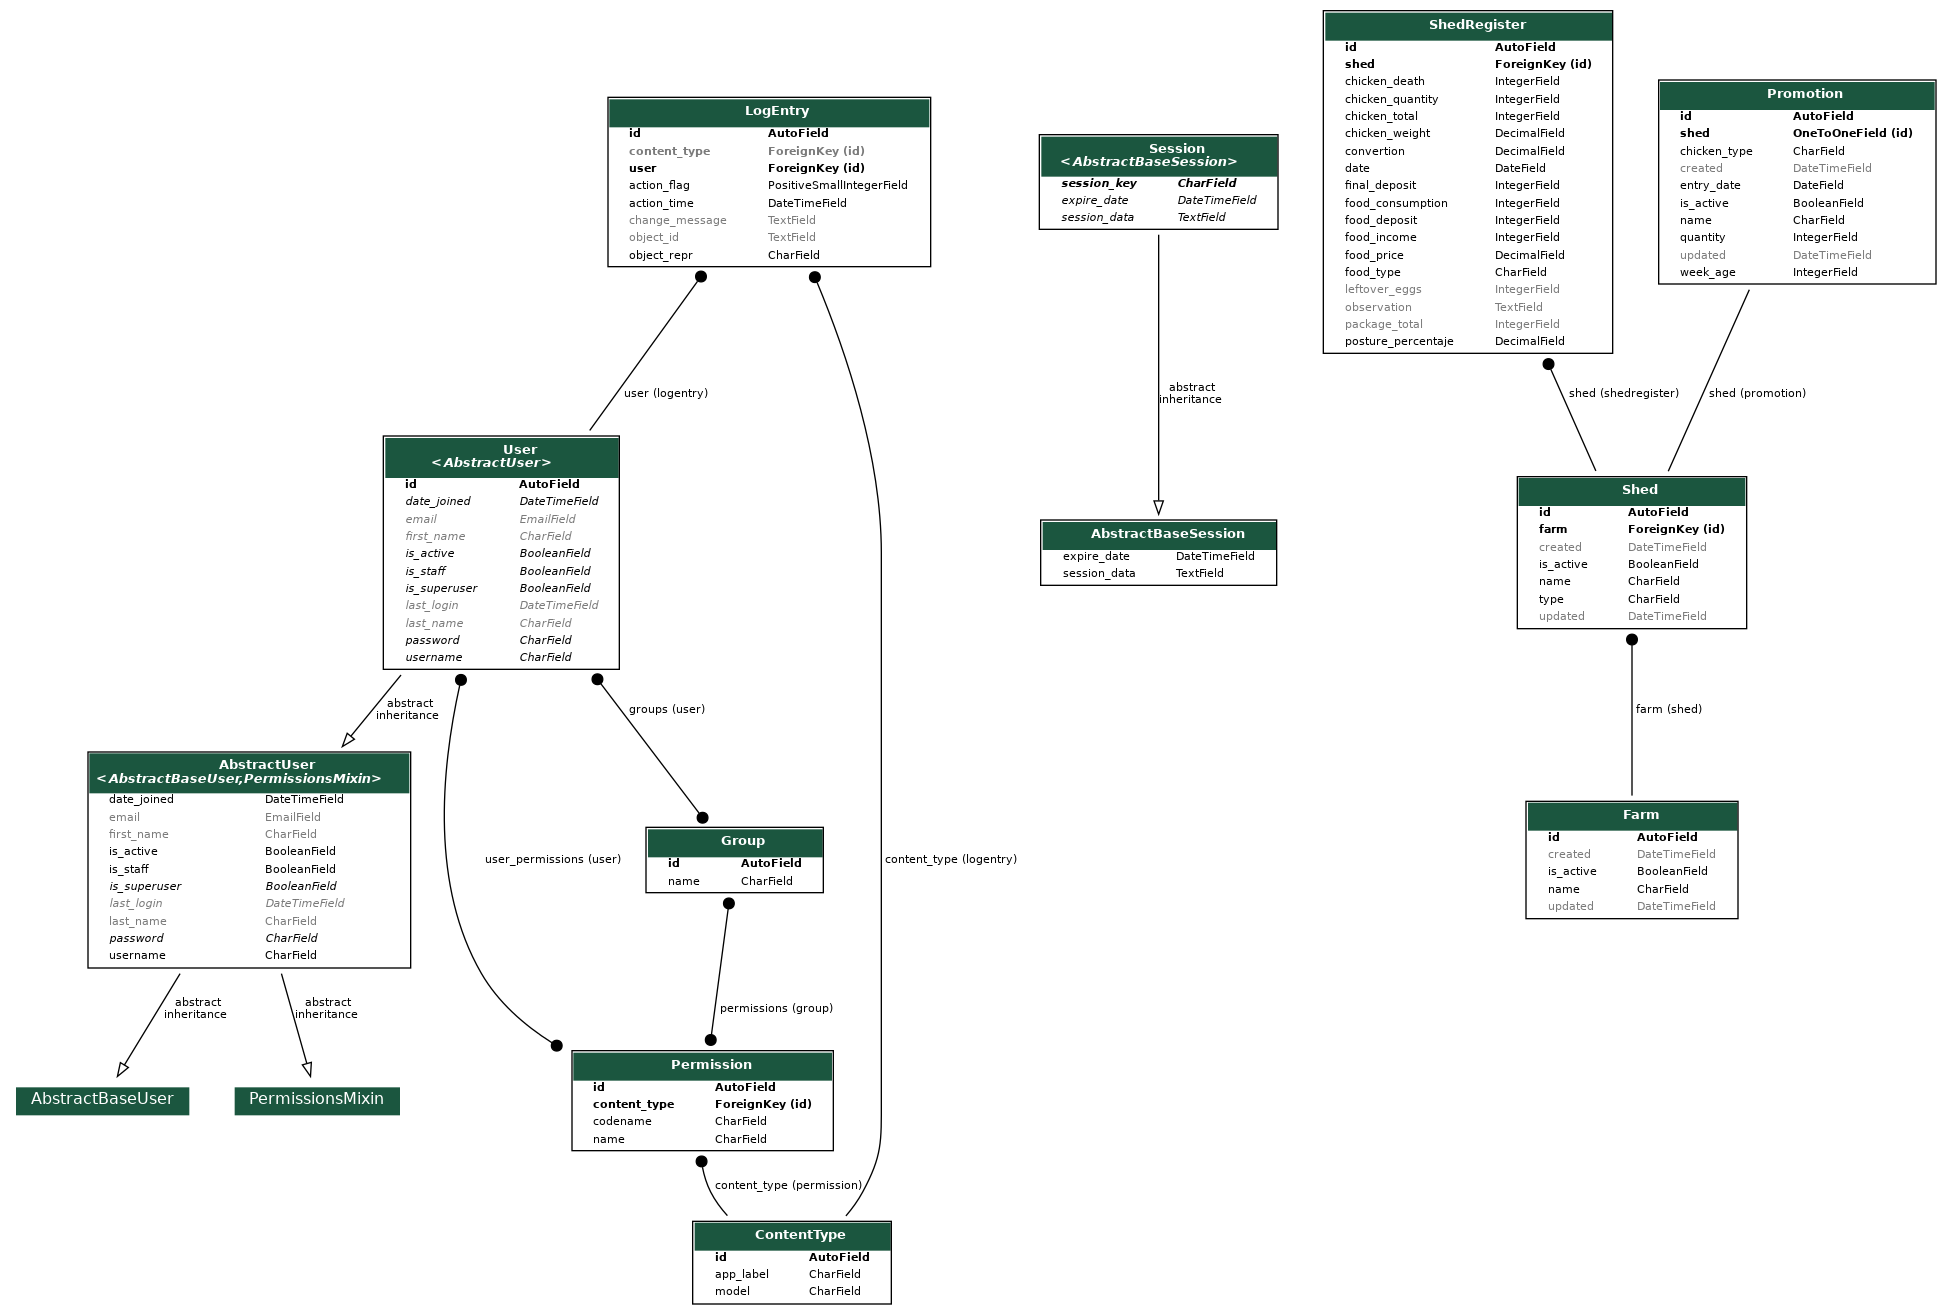 ShedRegister
id AutoField
shed ForeignKey (id)
chicken_death IntegerField
chicken_quantity IntegerField
chicken_total IntegerField
chicken_weight DecimalField
convertion DecimalField
date DateField
final_deposit IntegerField
food_consumption IntegerField
food_deposit IntegerField
food_income IntegerField
food_price DecimalField
food_type CharField
leftover_eggs IntegerField
observation TextField
package_total IntegerField
posture_percentaje DecimalField
Promotion
id AutoField
shed OneToOneField (id)
chicken_type CharField
created DateTimeField
entry_date DateField
is_active BooleanField
name CharField
quantity IntegerField
updated DateTimeField
week_age IntegerField
LogEntry
id AutoField
content_type ForeignKey (id)
user ForeignKey (id)
action_flag PositiveSmallIntegerField
action_time DateTimeField
change_message TextField
object_id TextField
object_repr CharField
Session
<AbstractBaseSession>
session_key CharField
expire_date DateTimeField
session_data TextField
user (logentry)
abstract
inheritance
shed (shedregister)
shed (promotion)
User
<AbstractUser>
id AutoField
date_joined DateTimeField
email EmailField
first_name CharField
is_active BooleanField
is_staff BooleanField
is_superuser BooleanField
last_login DateTimeField
last_name CharField
password CharField
username CharField
AbstractBaseSession
expire_date DateTimeField
session_data TextField
Shed
id AutoField
farm ForeignKey (id)
created DateTimeField
is_active BooleanField
name CharField
type CharField
updated DateTimeField
abstract
inheritance
groups (user)
farm (shed)
AbstractUser
<AbstractBaseUser,PermissionsMixin>
date_joined DateTimeField
email EmailField
first_name CharField
is_active BooleanField
is_staff BooleanField
is_superuser BooleanField
last_login DateTimeField
last_name CharField
password CharField
username CharField
user_permissions (user)
Group
id AutoField
name CharField
content_type (logentry)
Farm
id AutoField
created DateTimeField
is_active BooleanField
name CharField
updated DateTimeField
abstract
inheritance
abstract
inheritance
permissions (group)
AbstractBaseUser
PermissionsMixin
Permission
id AutoField
content_type ForeignKey (id)
codename CharField
name CharField
content_type (permission)
ContentType
id AutoField
app_label CharField
model CharField